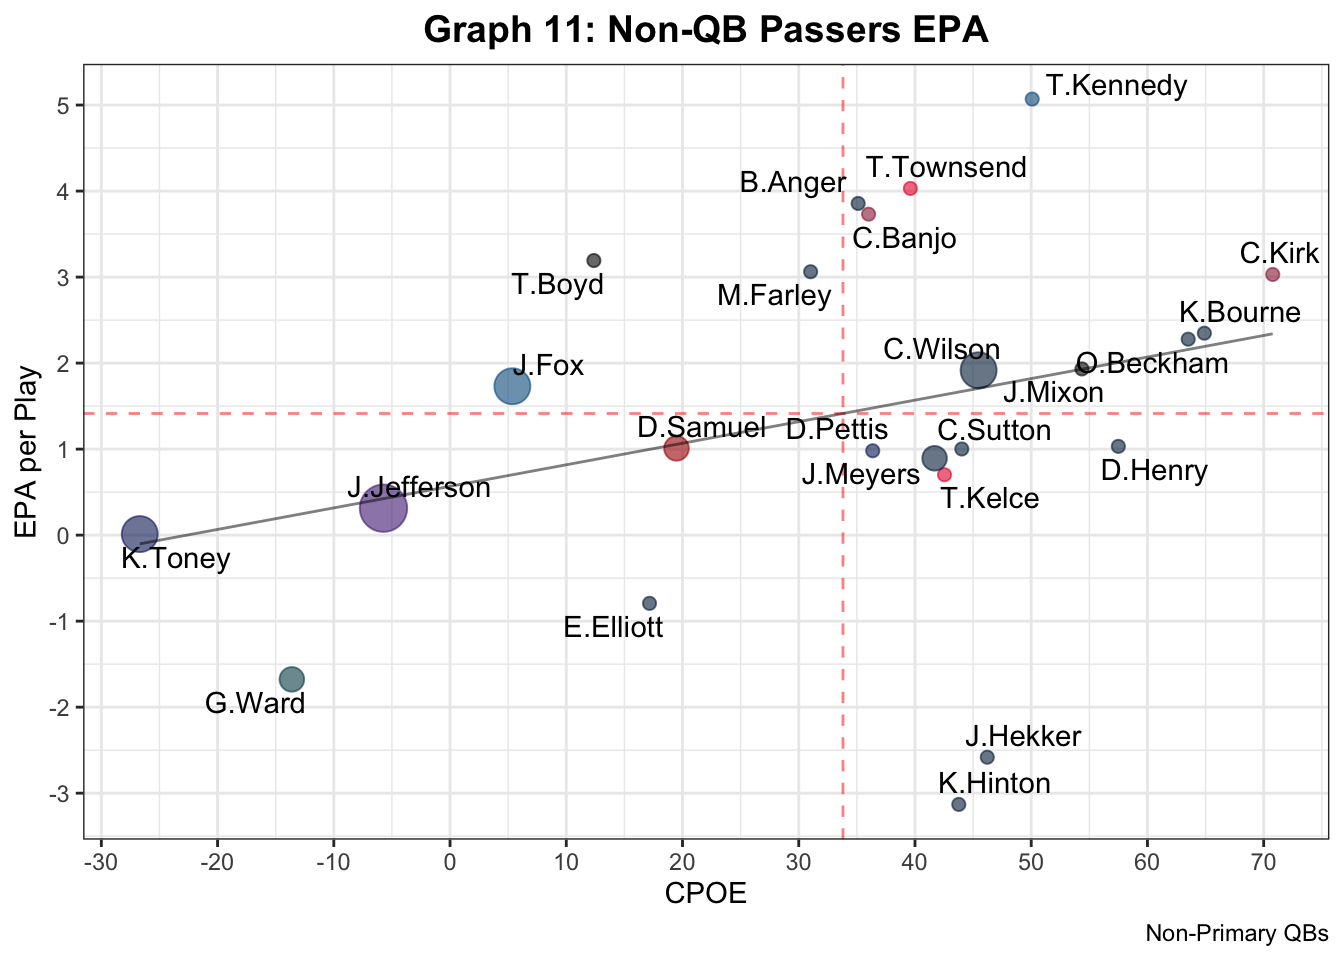 Graph 11: Non-QB Passers EPA
T.Kennedy
T.Townsend
B.Anger
C.Banjo
C.Kirk
T.Boyd
M.Farley
K.Bourne
C.Wilson
O.Beckham
J.Fox
J.Mixon
D.Samuel
D.Pettis
C.Sutton
J.Meyers
D.Henry
J.Jefferson
T.Kelce
K.Toney
E.Elliott
G.Ward
J.Hekker
K.Hinton
5
4
3
2
1
0
-1
-2
-3
EPA per Play
-30 -20 -10 0 10 20 30 40 50 60 70
CPOE
Non-Primary QBs